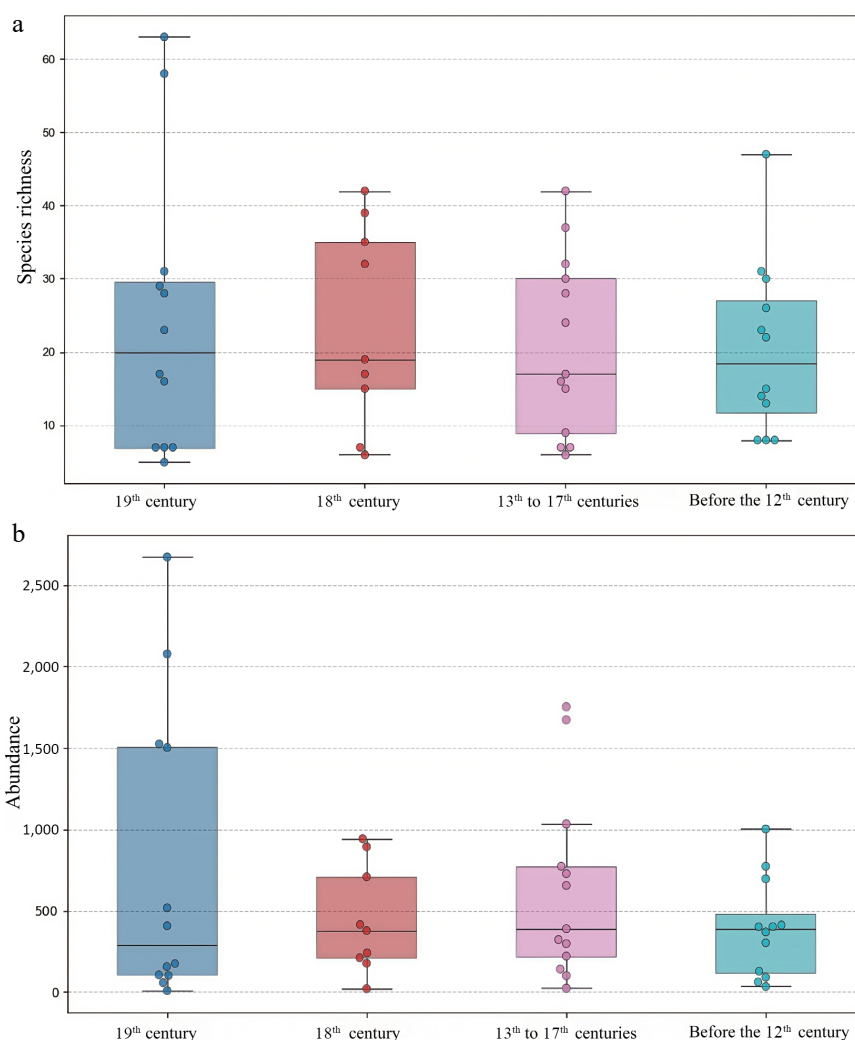 a
Species richness
60
50
40
30
20
10
19th century
18th century
13th to 17th centuries
Before the 12th century
b
Abundance
2,500
2,000
1,500
1,000
500
0
19th century
18th century
13th to 17th centuries
Before the 12th century